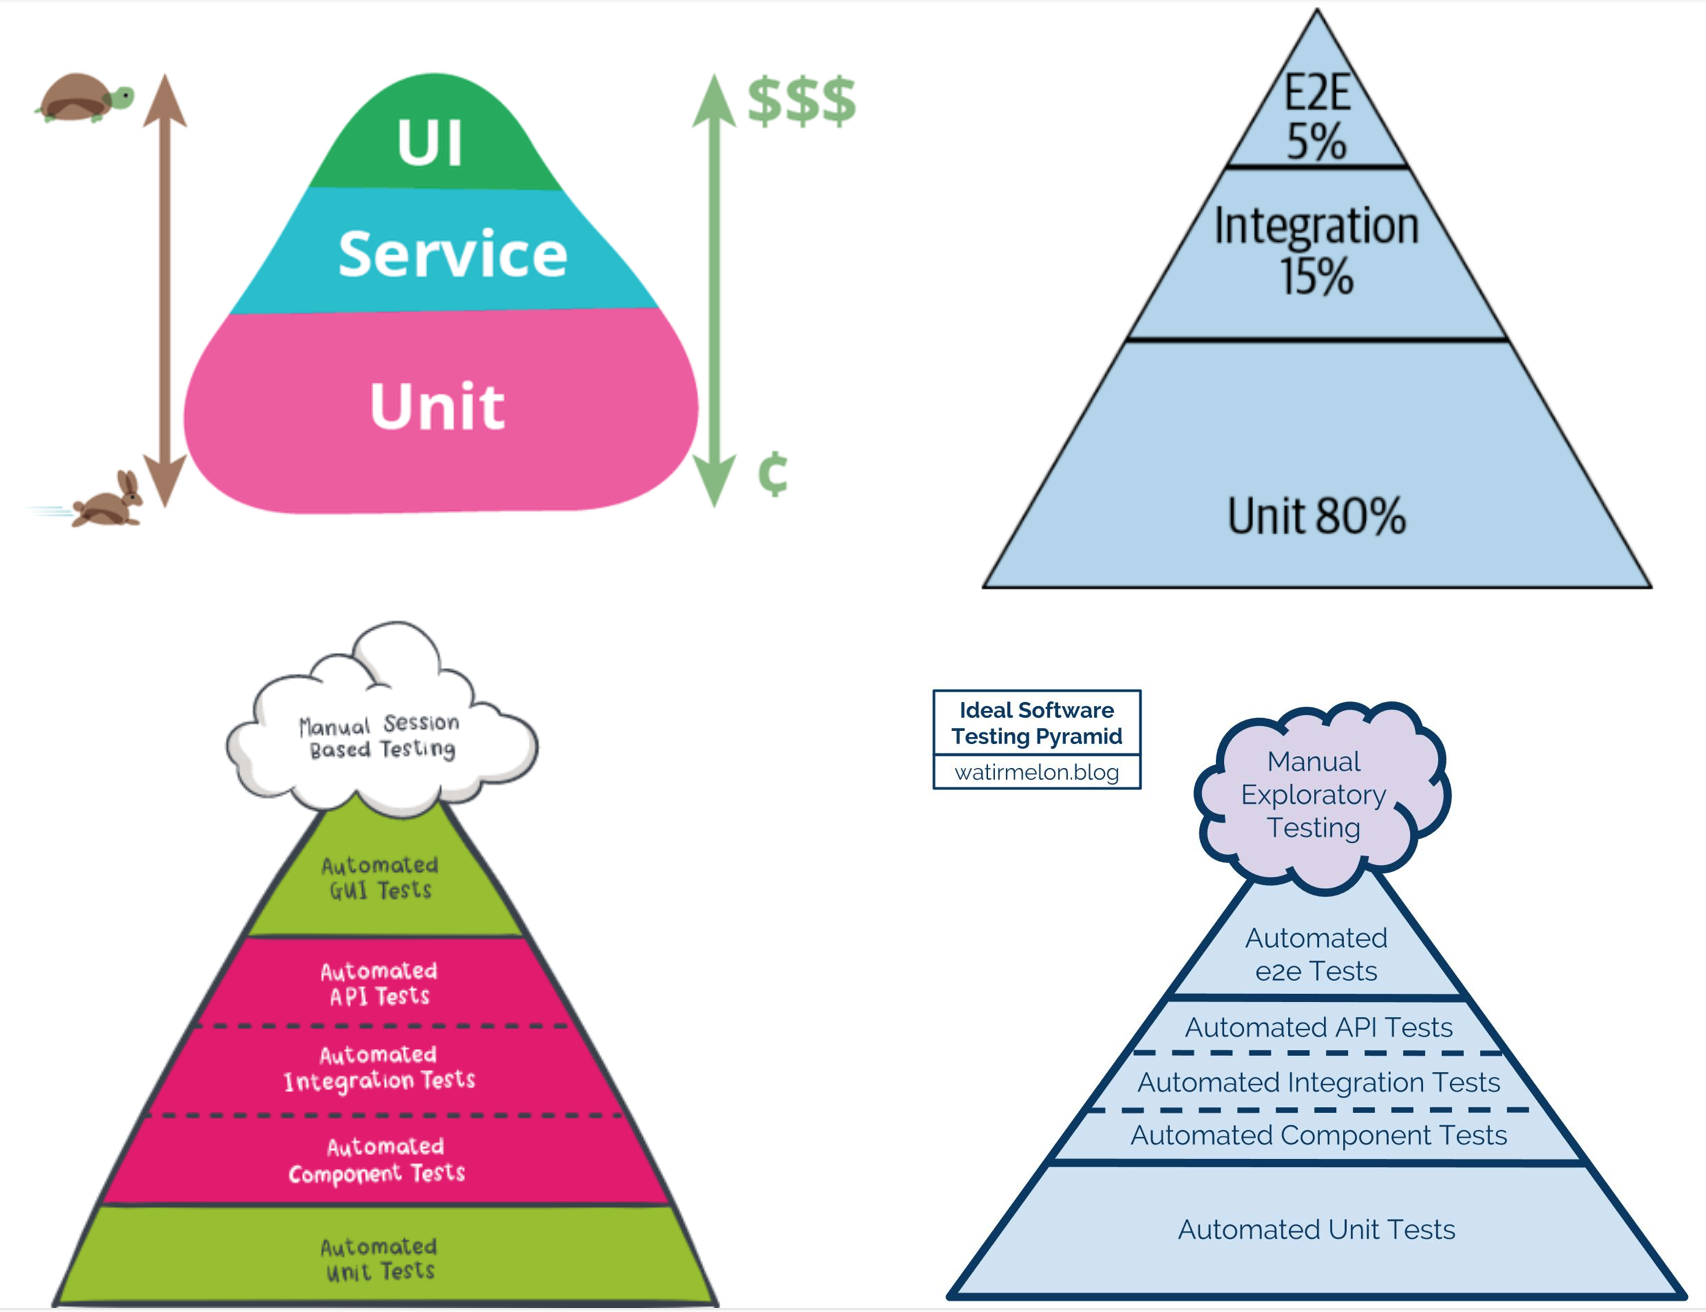 UI
Service
Unit
$$$
¢
E2E
5%
Integration
15%
Unit 80%
Manual Session
Based Testing
Automated
GUI Tests
Automated
API Tests
Automated
Integration Tests
Automated
Component Tests
Automated
Unit Tests
Ideal Software
Testing Pyramid
watirmelon.blog
Manual
Exploratory
Testing
Automated
e2e Tests
Automated API Tests
Automated Integration Tests
Automated Component Tests
Automated Unit Tests